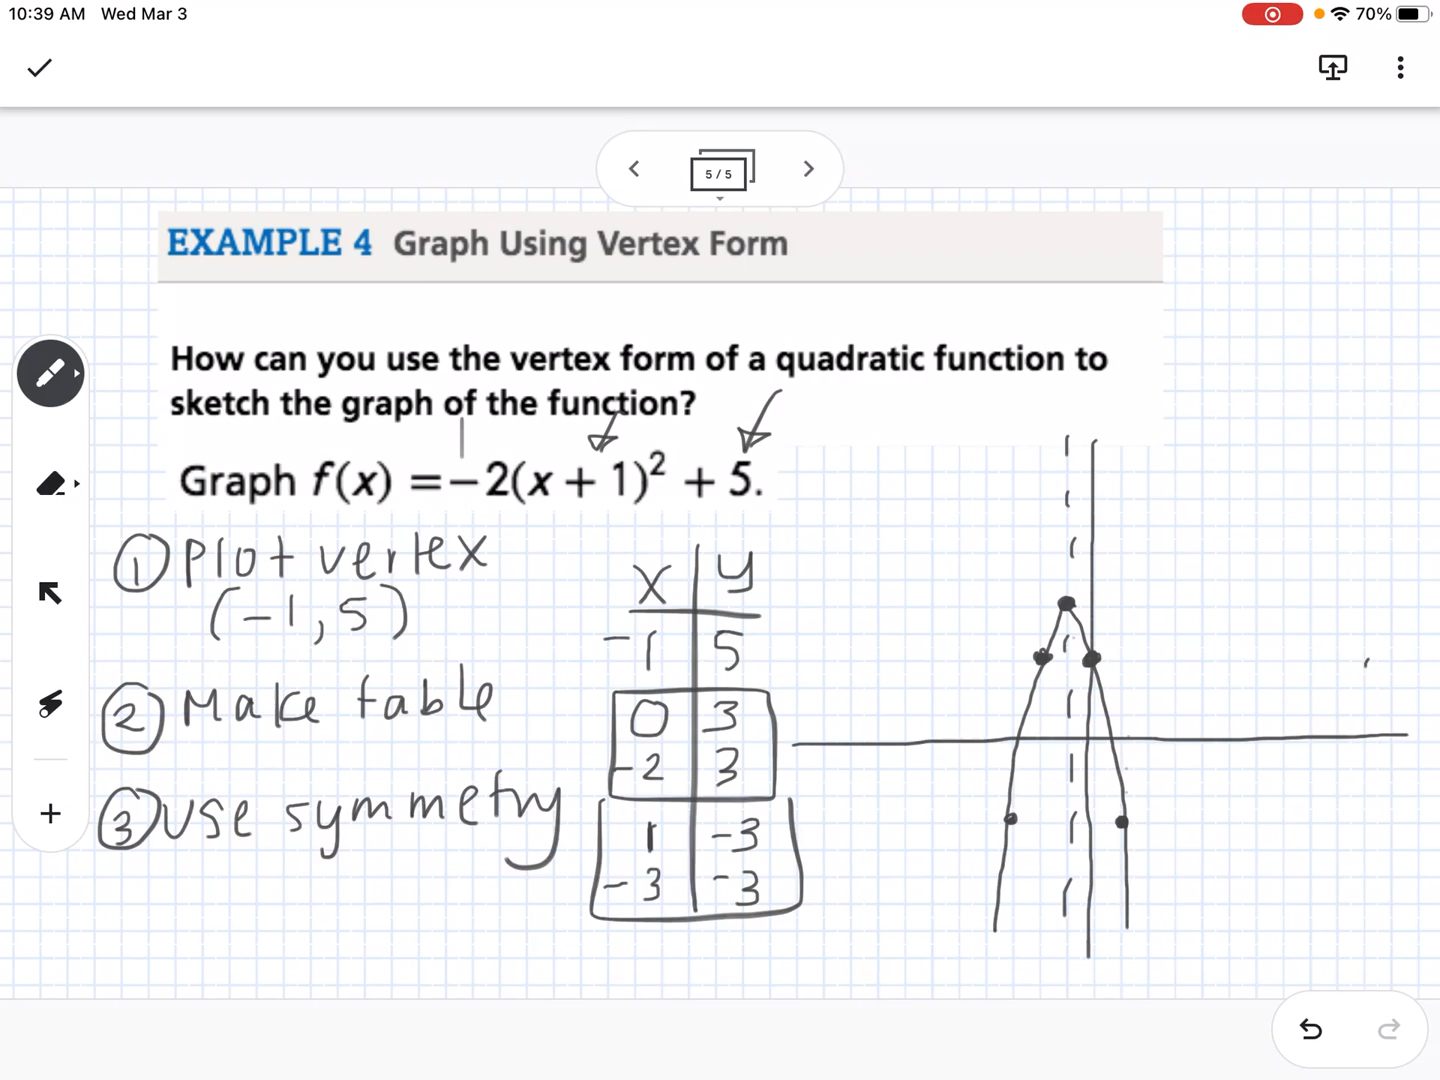 10:39 AM Wed Mar 3
70%
5 / 5
EXAMPLE 4 Graph Using Vertex Form
How can you use the vertex form of a quadratic function to
sketch the graph of the function?
Graph f(x) = −2(x + 1)² + 5.
① Plot vertex
(−1, 5)
② Make table
③ Use symmetry
x y
−1 5
0 3
−2 3
1 −3
−3 −3